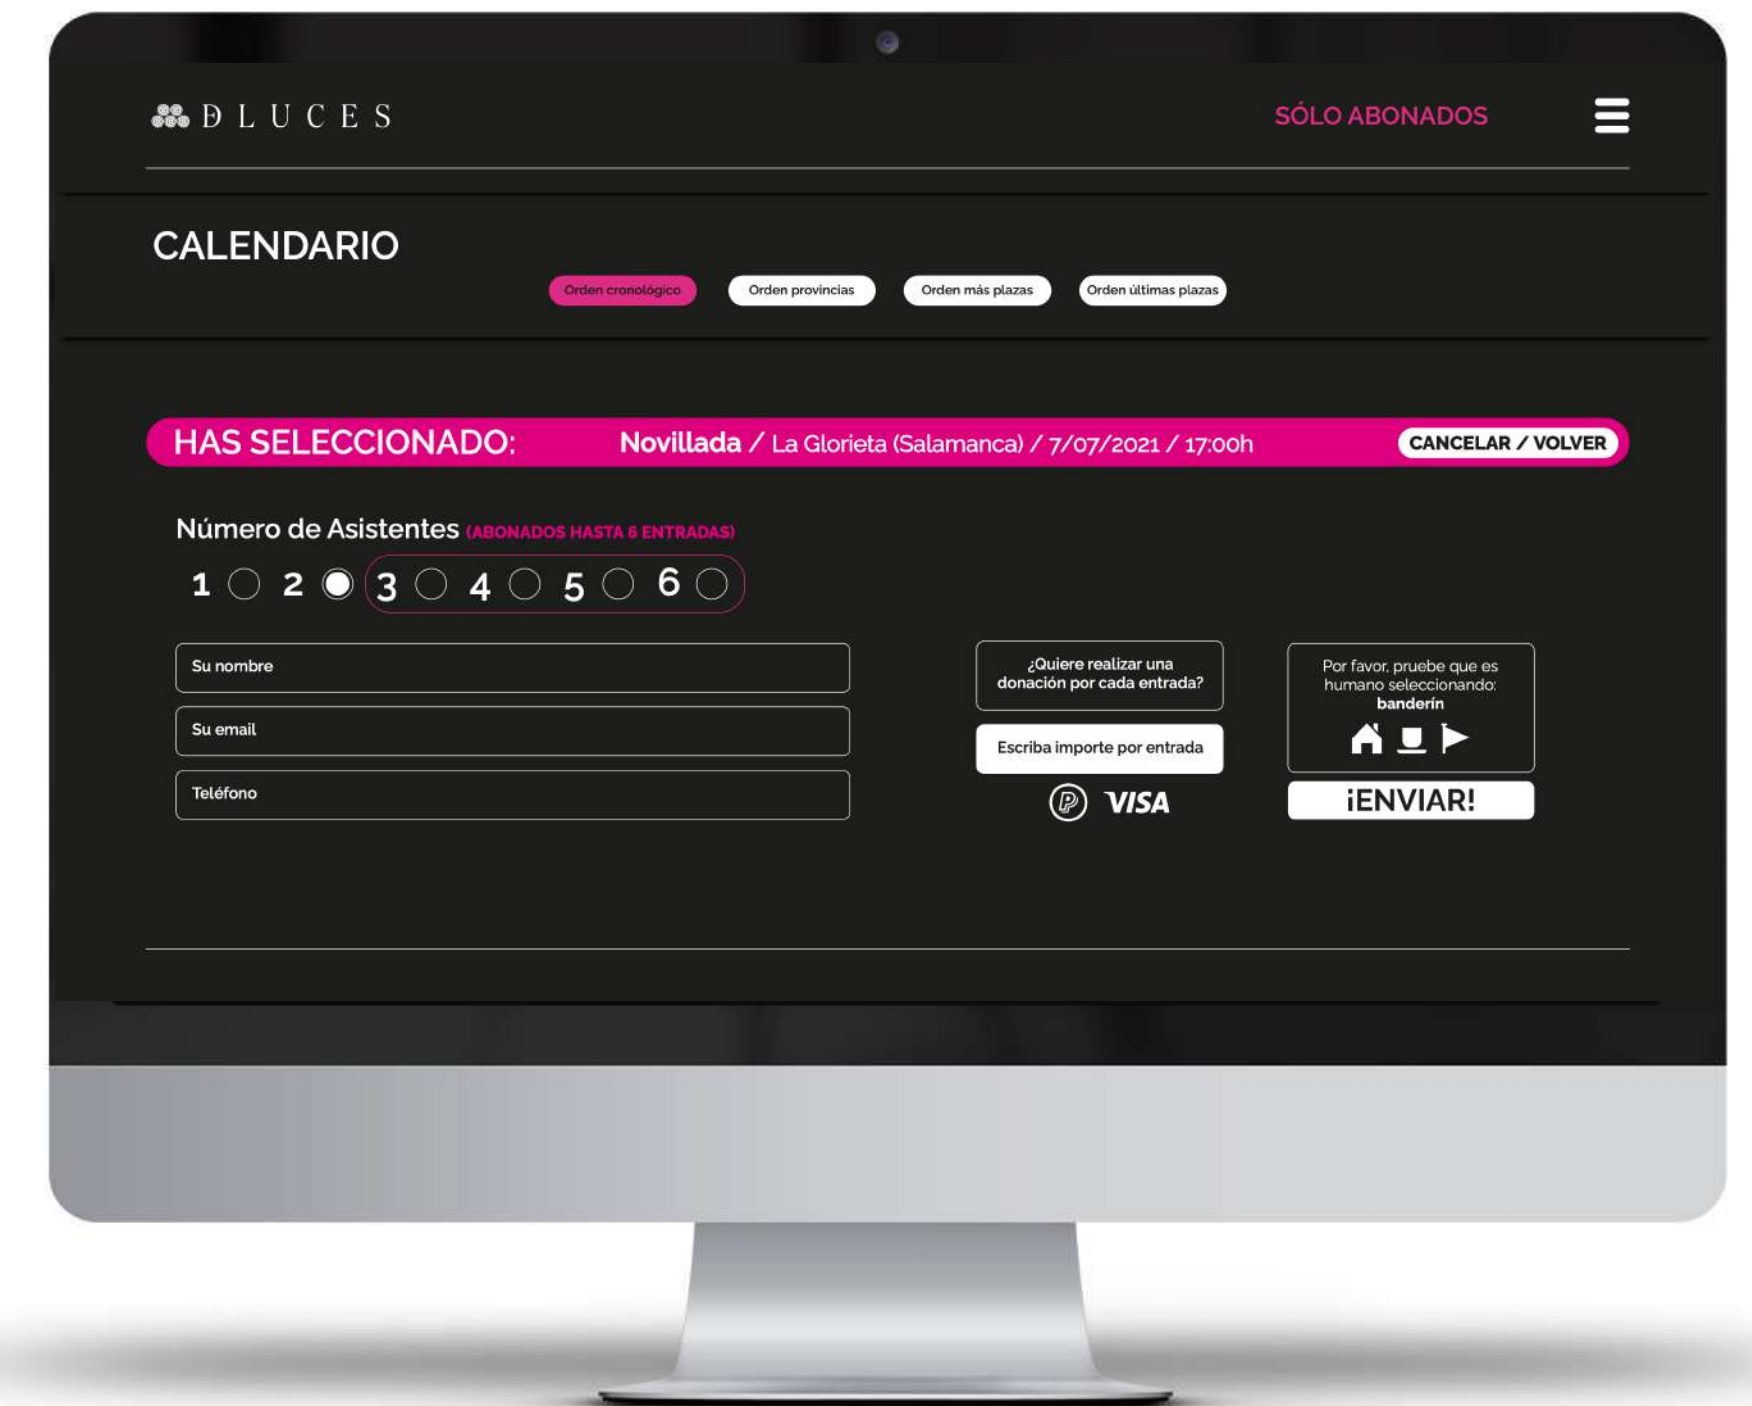 DLUCES
SÓLO ABONADOS
CALENDARIO
Orden cronológico
Orden provincias
Orden más plazas
Orden últimas plazas
HAS SELECCIONADO:
Novillada / La Glorieta (Salamanca) / 7/07/2021 / 17:00h
CANCELAR / VOLVER
Número de Asistentes (ABONADOS HASTA 6 ENTRADAS)
1 2 3 4 5 6
Su nombre
Su email
Teléfono
¿Quiere realizar una
donación por cada entrada?
Escriba importe por entrada
VISA
Por favor, pruebe que es
humano seleccionando:
banderín
¡ENVIAR!